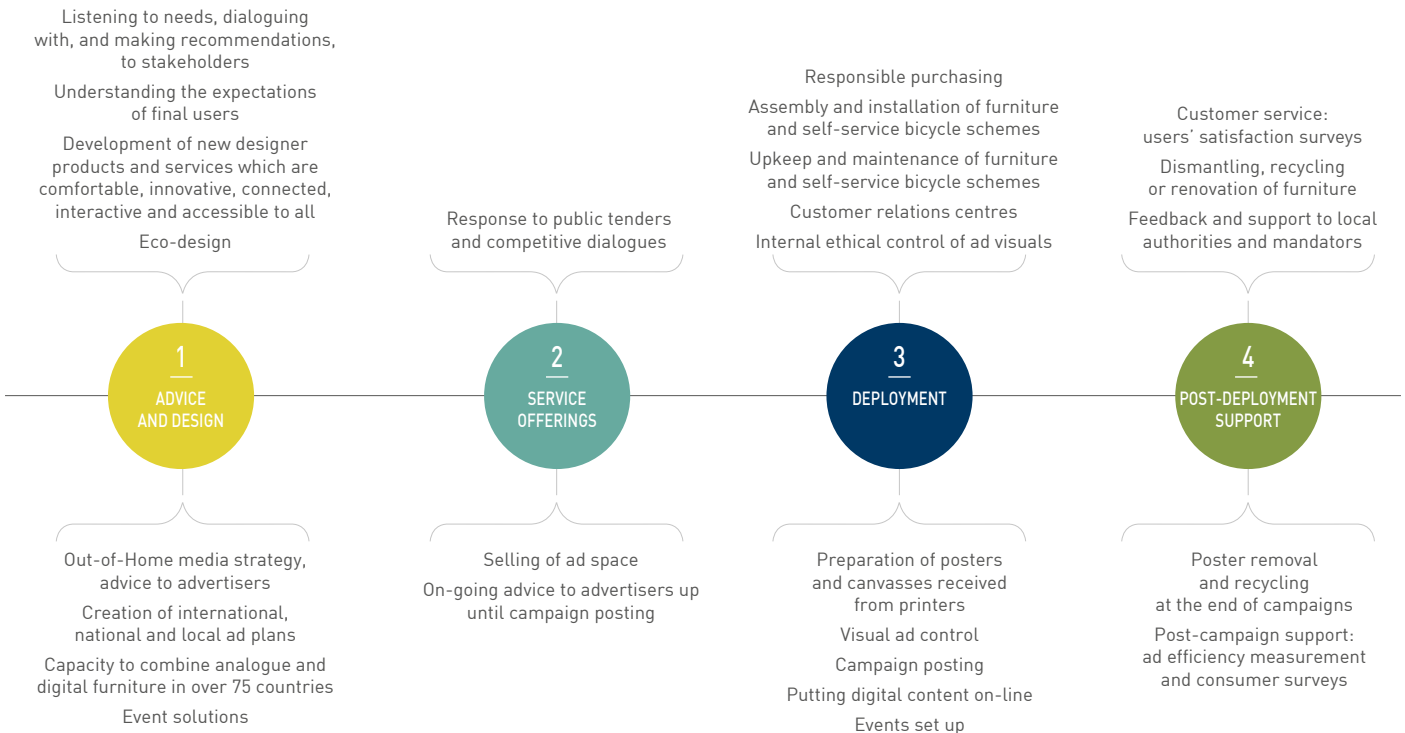 Listening to needs, dialoguing
with, and making recommendations,
to stakeholders
Understanding the expectations
of final users
Development of new designer
products and services which are
comfortable, innovative, connected,
interactive and accessible to all
Eco-design
Response to public tenders
and competitive dialogues
Responsible purchasing
Assembly and installation of furniture
and self-service bicycle schemes
Upkeep and maintenance of furniture
and self-service bicycle schemes
Customer relations centres
Internal ethical control of ad visuals
Customer service:
users’ satisfaction surveys
Dismantling, recycling
or renovation of furniture
Feedback and support to local
authorities and mandators
1
ADVICE
AND DESIGN
2
SERVICE
OFFERINGS
3
DEPLOYMENT
4
POST-DEPLOYMENT
SUPPORT
Out-of-Home media strategy,
advice to advertisers
Creation of international,
national and local ad plans
Capacity to combine analogue and
digital furniture in over 75 countries
Event solutions
Selling of ad space
On-going advice to advertisers up
until campaign posting
Preparation of posters
and canvasses received
from printers
Visual ad control
Campaign posting
Putting digital content on-line
Events set up
Poster removal
and recycling
at the end of campaigns
Post-campaign support:
ad efficiency measurement
and consumer surveys